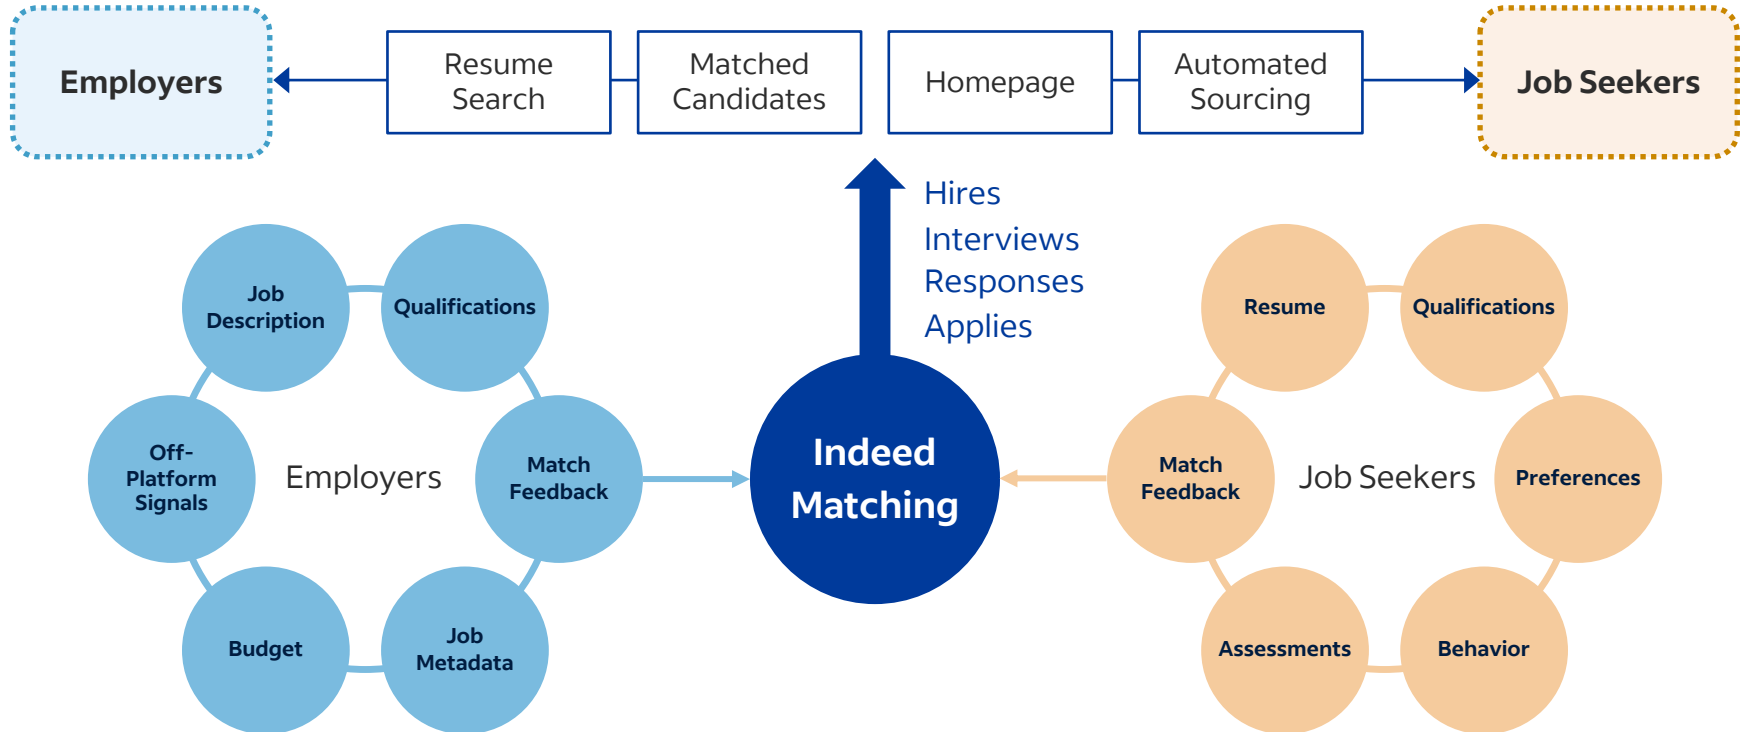 Employers
Resume
Search
Matched
Candidates
Homepage
Automated
Sourcing
Job Seekers
Hires
Interviews
Responses
Applies
Job
Description
Qualifications
Off-
Platform
Signals
Employers
Match
Feedback
Budget
Job
Metadata
Indeed
Matching
Resume
Qualifications
Match
Feedback
Job Seekers
Preferences
Assessments
Behavior